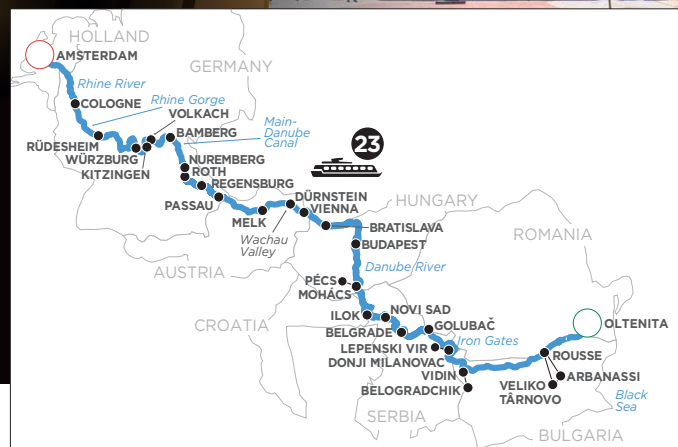 HOLLAND
AMSTERDAM
GERMANY
Rhine River
COLOGNE
Rhine Gorge
VOLKACH
BAMBERG
Main-
Danube
Canal
RÜDESHEIM
WÜRZBURG
KITZINGEN
NUREMBERG
ROTH
REGENSBURG
23
PASSAU
MELK
DÜRNSTEIN
VIENNA
Wachau
Valley
HUNGARY
BRATISLAVA
BUDAPEST
ROMANIA
AUSTRIA
Danube River
PÉCS
MOHÁCS
CROATIA
ILOK
NOVI SAD
BELGRADE
GOLUBAČ
OLTENITA
Iron Gates
LEPENSKI VIR
DONJI MILANOVAC
ROUSSE
VIDIN
BELOGRADCHIK
ARBANASSI
VELIKO
TÂRNOVO
Black
Sea
SERBIA
BULGARIA